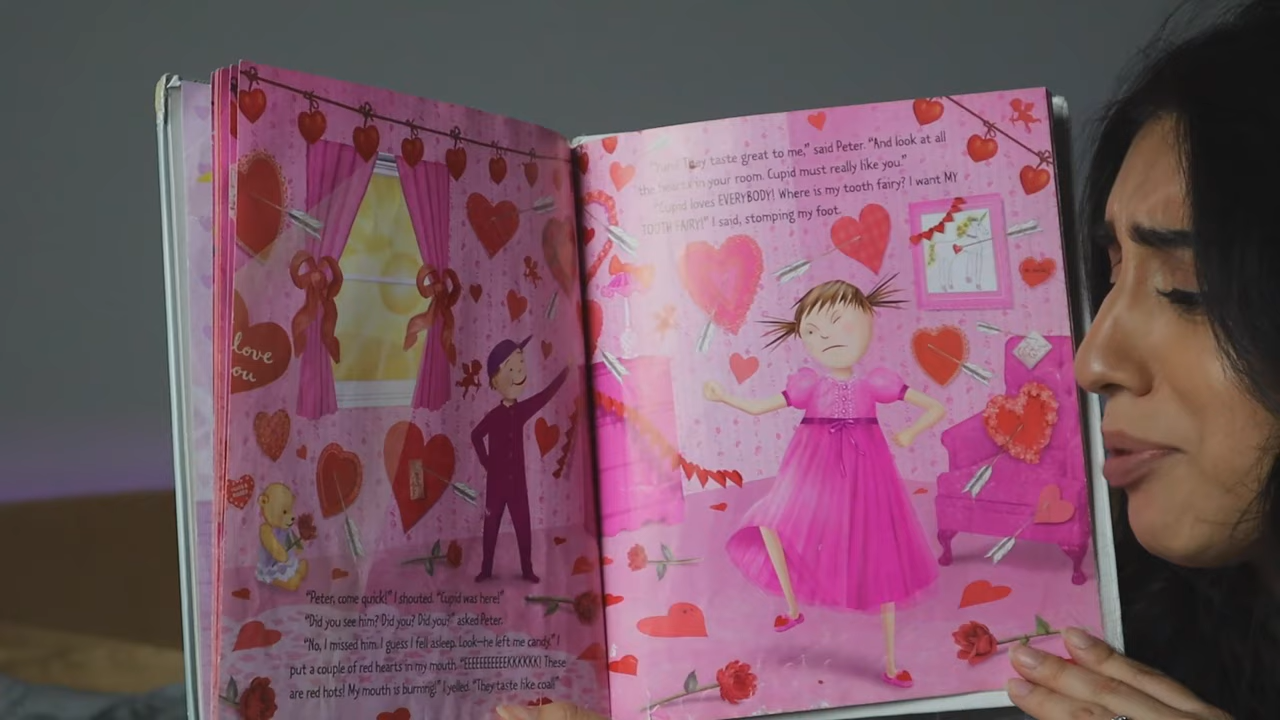 love
ou
"Peter, come quick!" I shouted. "Cupid was here!"
"Did you see him? Did you? Did you?" asked Peter.
"No, I missed him. I guess I fell asleep. Look—he left me candy." I
put a couple of red hearts in my mouth. "EEEEEEEEEEKKKKKK! These
are red hots! My mouth is burning!" I yelled. "They taste like coal!"
They taste great to me," said Peter. "And look at all
the hearts in your room. Cupid must really like you."
"Cupid loves EVERYBODY! Where is my tooth fairy? I want MY
TOOTH FAIRY!" I said, stomping my foot.